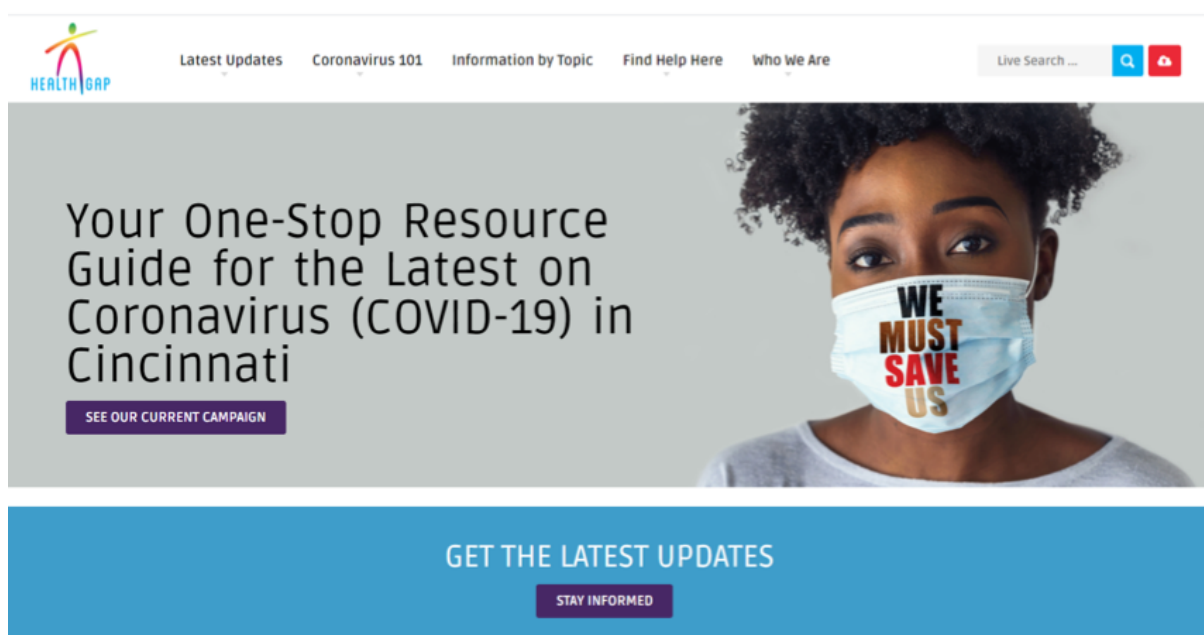 HEALTH GAP
Latest Updates Coronavirus 101 Information by Topic Find Help Here Who We Are Live Search ...
Your One-Stop Resource
Guide for the Latest on
Coronavirus (COVID-19) in
Cincinnati
SEE OUR CURRENT CAMPAIGN
WE
MUST
SAVE
US
GET THE LATEST UPDATES
STAY INFORMED